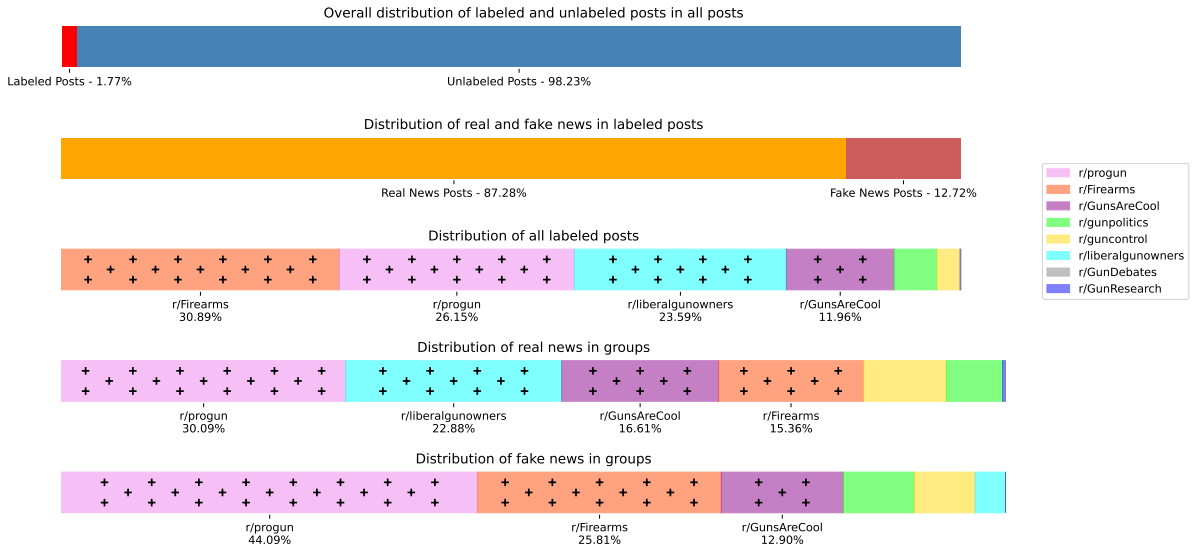 Overall distribution of labeled and unlabeled posts in all posts
Labeled Posts - 1.77%
Unlabeled Posts - 98.23%
Distribution of real and fake news in labeled posts
Real News Posts - 87.28%
Fake News Posts - 12.72%
r/progun
r/Firearms
r/GunsAreCool
r/gunpolitics
r/guncontrol
r/liberalgunowners
r/GunDebates
r/GunResearch
Distribution of all labeled posts
r/Firearms
30.89%
r/progun
26.15%
r/liberalgunowners
23.59%
r/GunsAreCool
11.96%
Distribution of real news in groups
r/progun
30.09%
r/liberalgunowners
22.88%
r/GunsAreCool
16.61%
r/Firearms
15.36%
Distribution of fake news in groups
r/progun
44.09%
r/Firearms
25.81%
r/GunsAreCool
12.90%